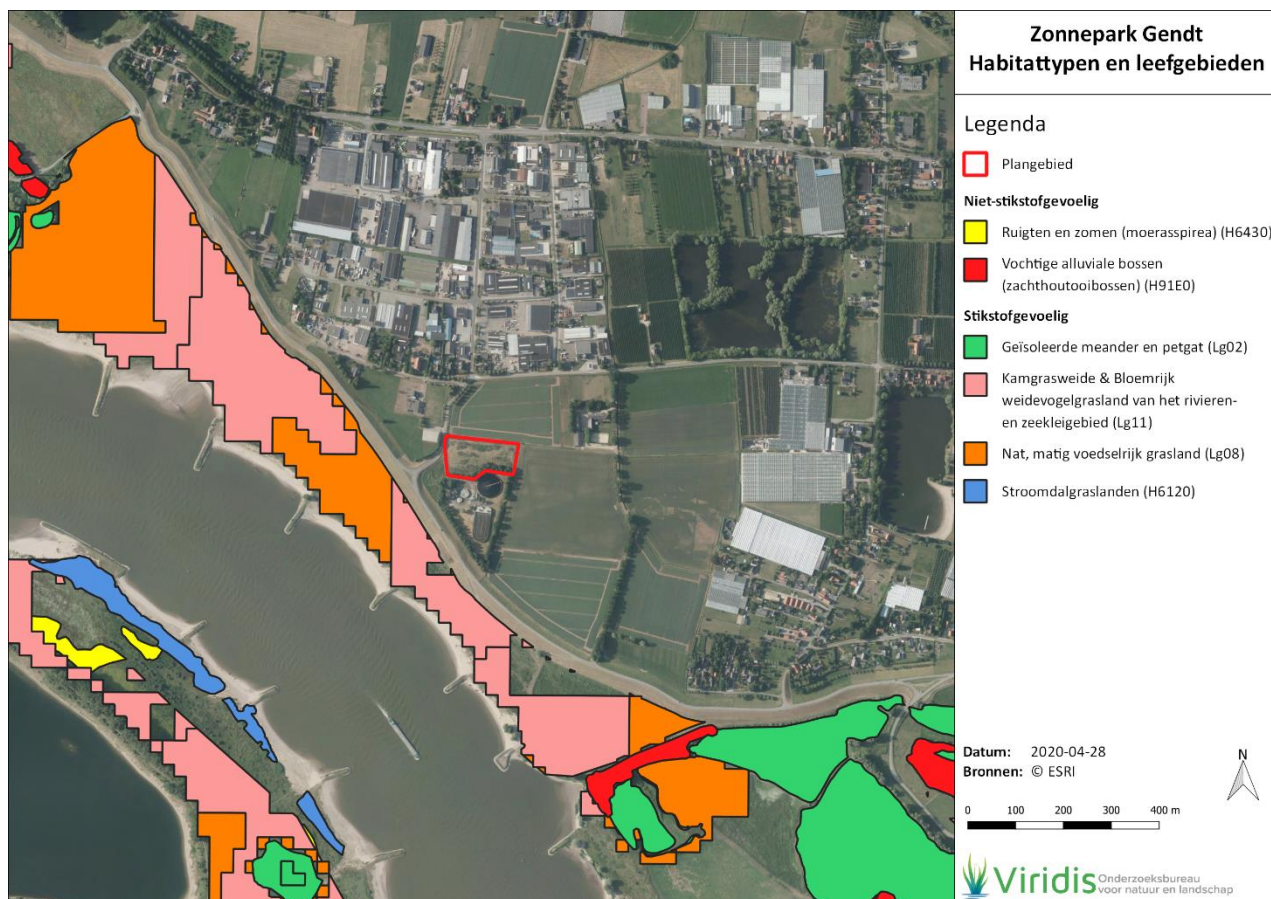 Zonnepark Gendt
Habitattypen en leefgebieden
Legenda
Plangebied
Niet-stikstofgevoelig
Ruigten en zomen (moerasspirea) (H6430)
Vochtige alluviale bossen
(zachthoutooibossen) (H91E0)
Stikstofgevoelig
Geïsoleerde meander en petgat (Lg02)
Kamgrasweide & Bloemrijk
weidevogelgrasland van het rivieren-
en zeekleigebied (Lg11)
Nat, matig voedselrijk grasland (Lg08)
Stroomdalgraslanden (H6120)
Datum: 2020-04-28
Bronnen: © ESRI
N
0 100 200 300 400 m
Viridis Onderzoeksbureau
voor natuur en landschap